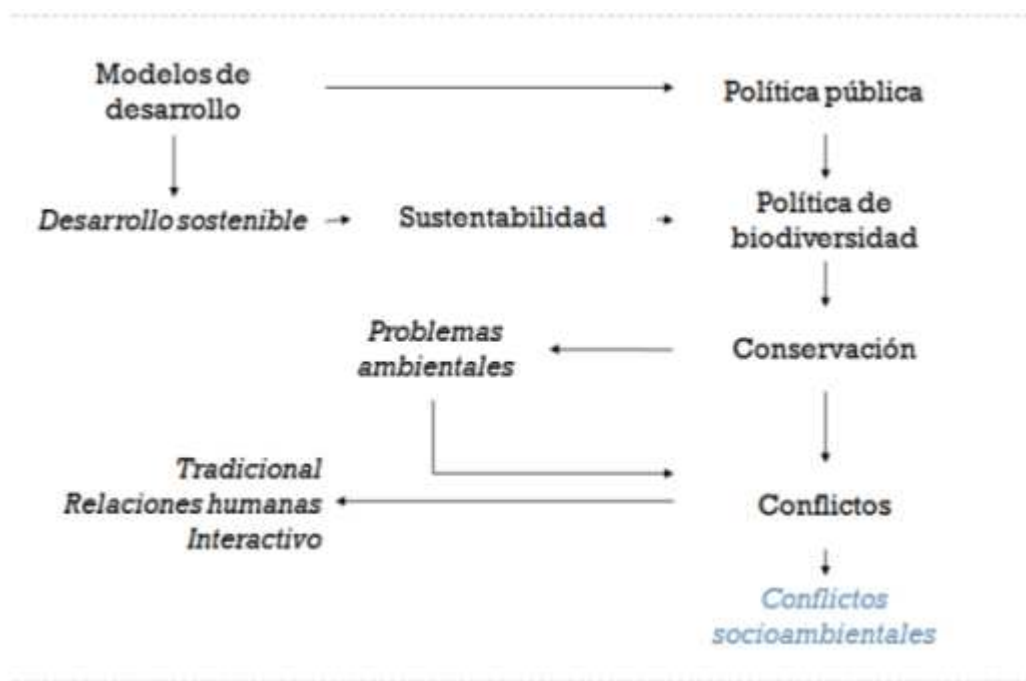 Modelos de
desarrollo
Política pública
Desarrollo sostenible
Sustentabilidad
Política de
biodiversidad
Problemas
ambientales
Conservación
Tradicional
Relaciones humanas
Interactivo
Conflictos
Conflictos
socioambientales